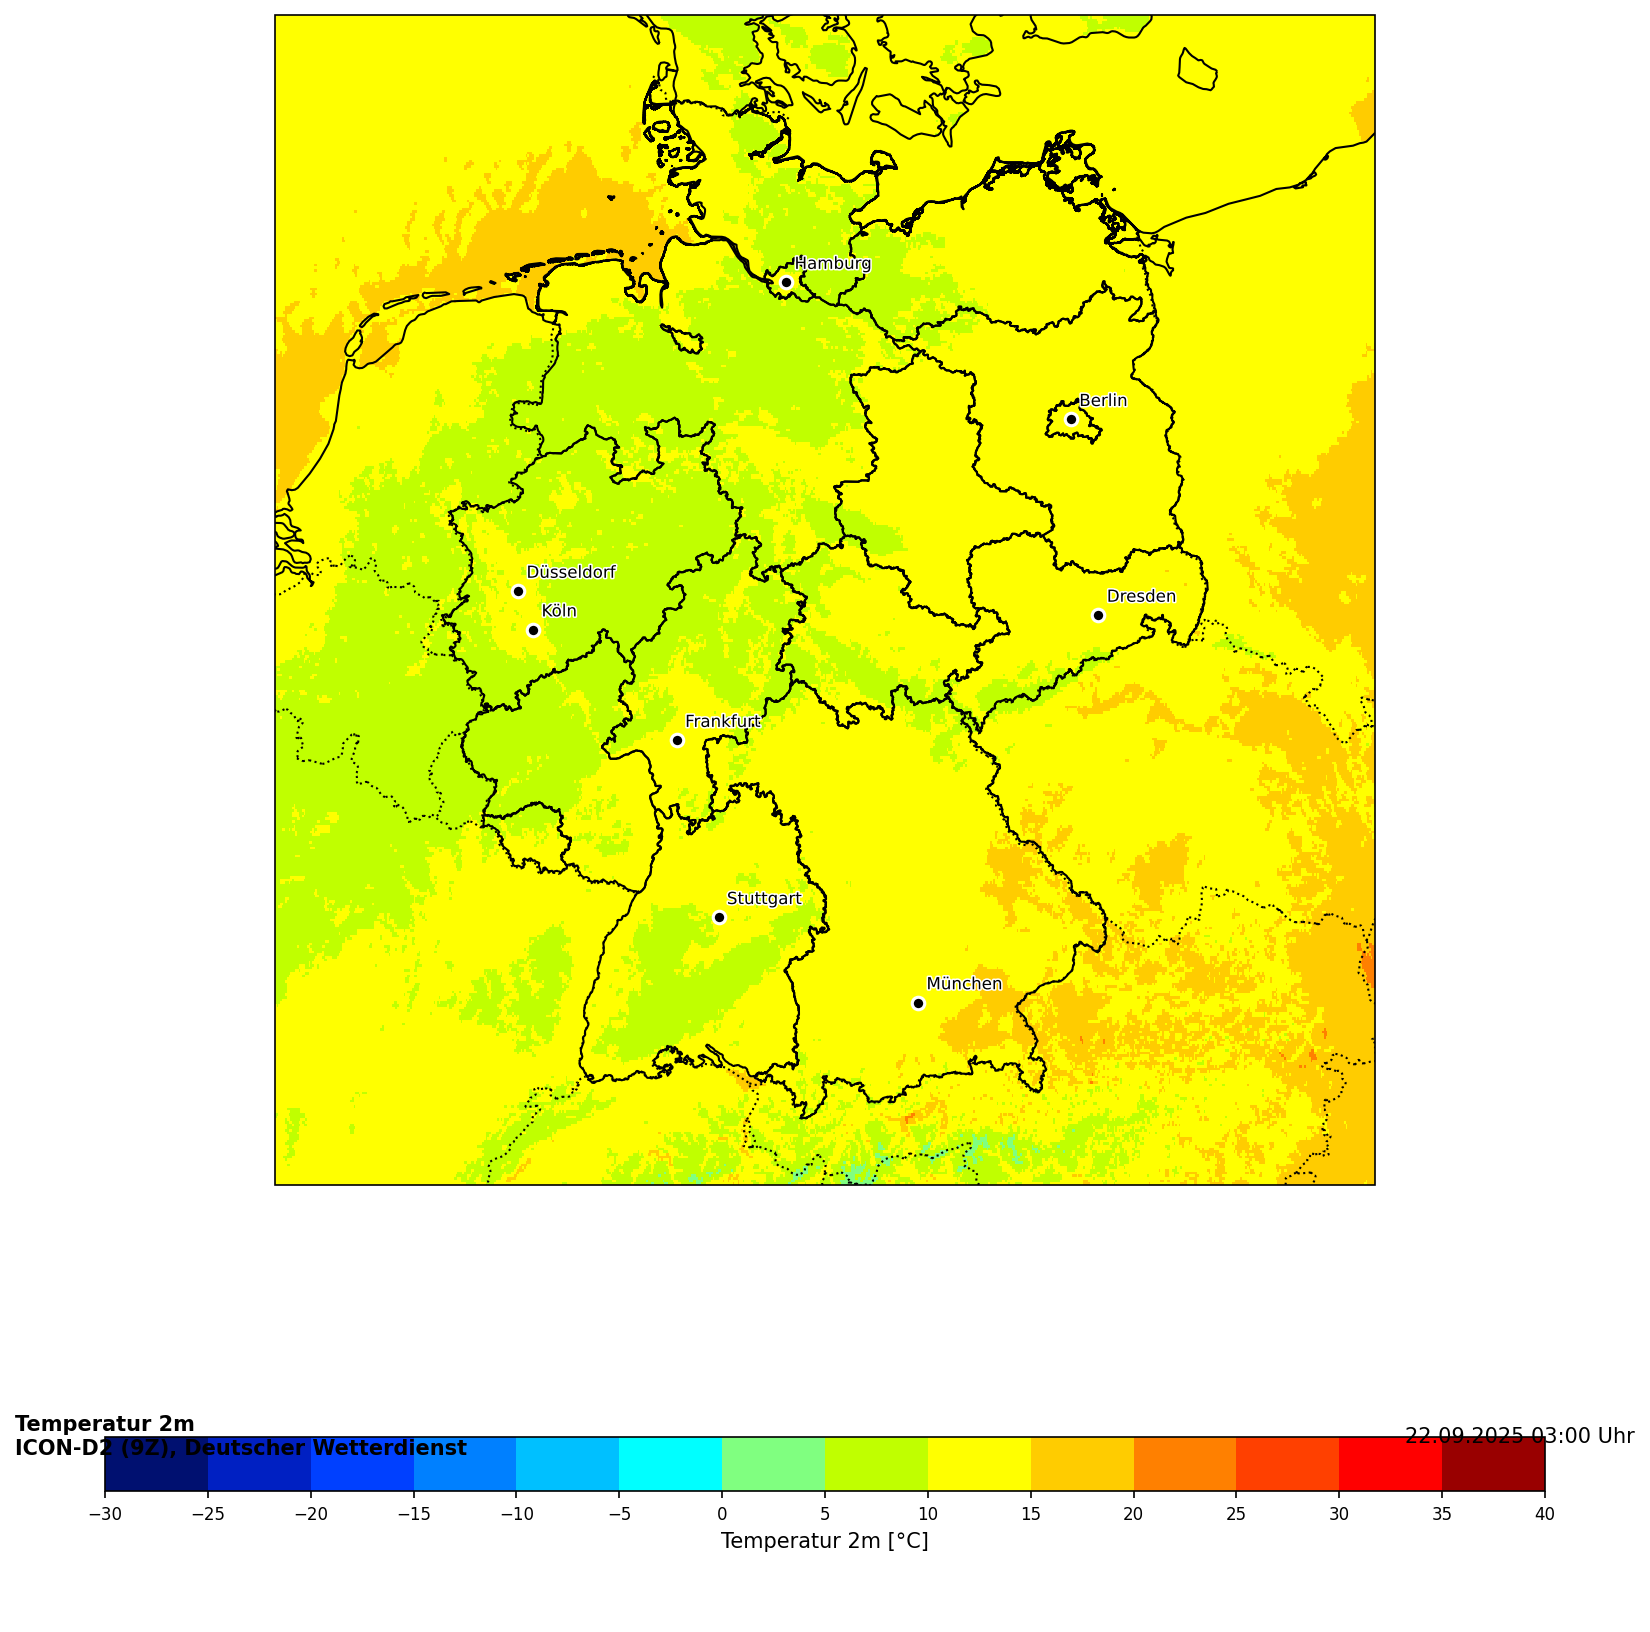 Hamburg
Berlin
Düsseldorf
Köln
Dresden
Frankfurt
Stuttgart
München
Temperatur 2m
ICON-D2 (9Z), Deutscher Wetterdienst
22.09.2025 03:00 Uhr
−30 −25 −20 −15 −10 −5 0 5 10 15 20 25 30 35 40
Temperatur 2m [°C]